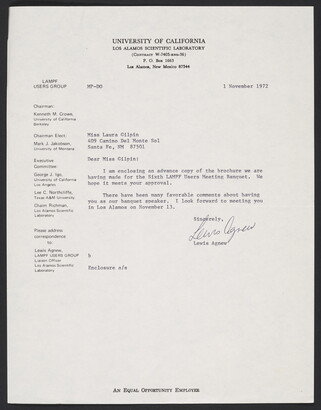 UNIVERSITY OF CALIFORNIA
LOS ALAMOS SCIENTIFIC LABORATORY
(CONTRACT W-7405-ENG-36)
P. O. BOX 1663
LOS ALAMOS, NEW MEXICO 87544
LAMPF
USERS GROUP
MP-DO
1 November 1972
Chairman:
Kenneth M. Crowe,
University of California
Berkeley
Chairman Elect:
Mark J. Jakobson,
University of Montana
Executive
Committee:
George J. Igo,
University of California
Los Angeles
Lee C. Northcliffe,
Texas A&M University
Chaim Richman,
Los Alamos Scientific
Laboratory
Please address
correspondence
to:
Lewis Agnew,
LAMPF USERS GROUP
Liaison Officer
Los Alamos Scientific
Laboratory
Miss Laura Gilpin
409 Camino Del Monte Sol
Santa Fe, NM 87501
Dear Miss Gilpin:
I am enclosing an advance copy of the brochure we are
having made for the Sixth LAMPF Users Meeting Banquet. We
hope it meets your approval.
There have been many favorable comments about having
you as our banquet speaker. I look forward to meeting you
in Los Alamos on November 13.
Sincerely,
Lewis Agnew
Lewis Agnew
h
Enclosure a/s
AN EQUAL OPPORTUNITY EMPLOYER